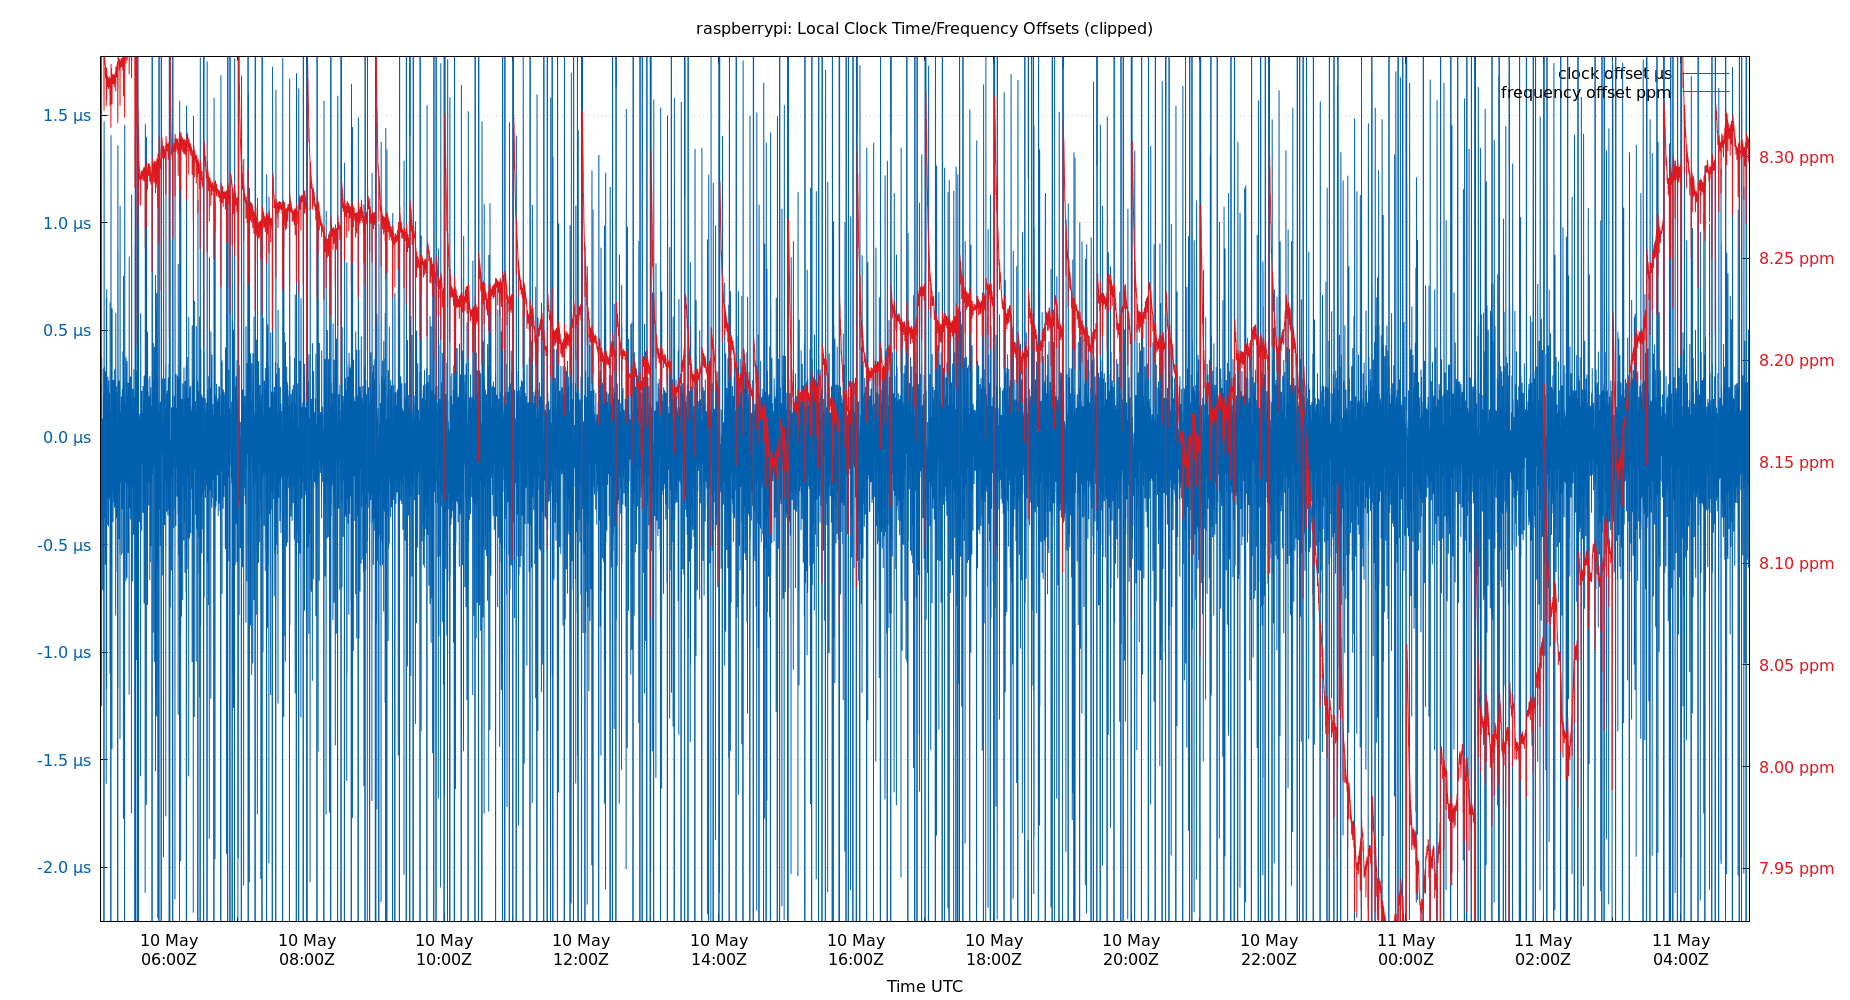 raspberrypi: Local Clock Time/Frequency Offsets (clipped)
clock offset µs
frequency offset ppm
1.5 µs
1.0 µs
0.5 µs
0.0 µs
-0.5 µs
-1.0 µs
-1.5 µs
-2.0 µs
8.30 ppm
8.25 ppm
8.20 ppm
8.15 ppm
8.10 ppm
8.05 ppm
8.00 ppm
7.95 ppm
10 May 10 May 10 May 10 May 10 May 10 May 10 May 10 May 10 May 11 May 11 May 11 May
06:00Z 08:00Z 10:00Z 12:00Z 14:00Z 16:00Z 18:00Z 20:00Z 22:00Z 00:00Z 02:00Z 04:00Z
Time UTC